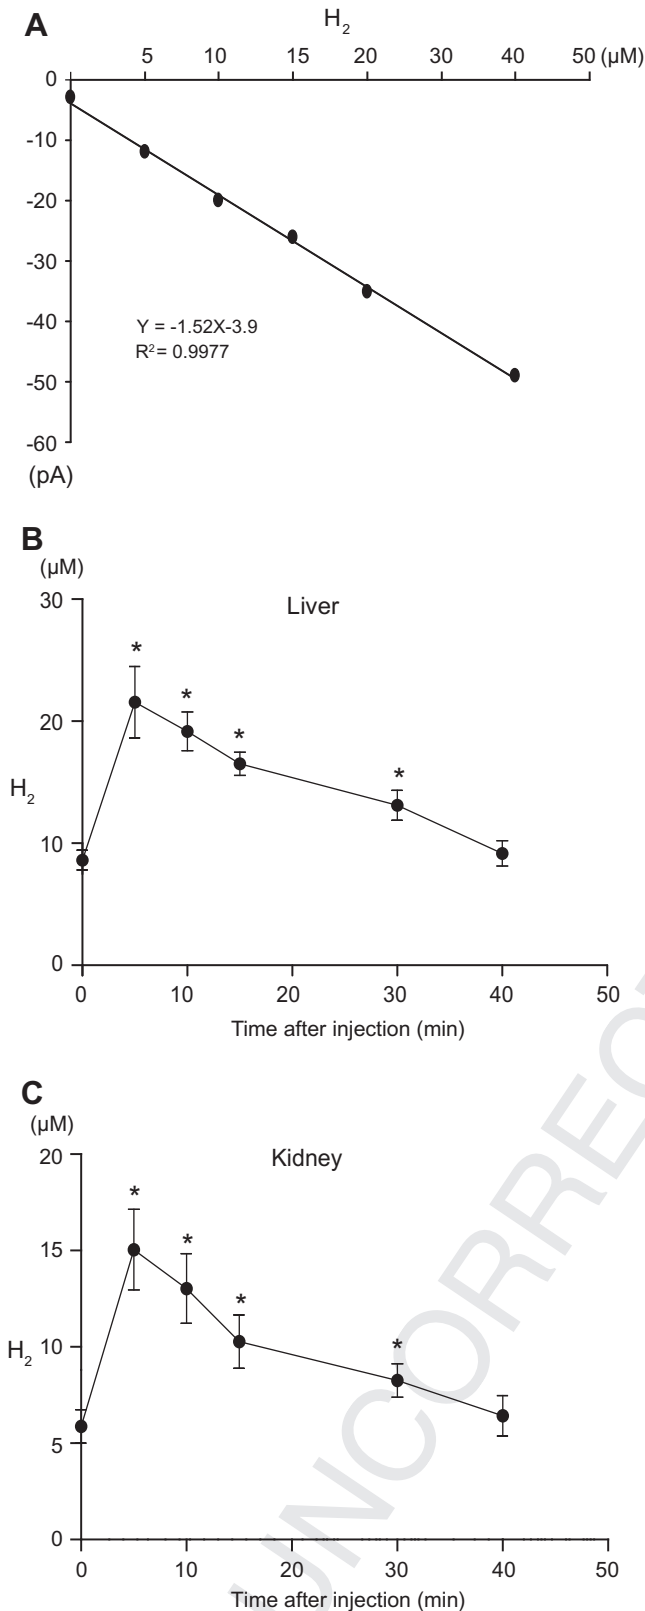 A
H2
5 10 15 20 30 40 50 (µM)
0
-10
-20
-30
-40
-50
-60
(pA)
Y = -1.52X-3.9
R2= 0.9977
B
(µM)
Liver
30
20
10
0
H2
* * * *
0 10 20 30 40 50
Time after injection (min)
C
(µM)
Kidney
20
15
10
5
0
H2
* * * *
0 10 20 30 40 50
Time after injection (min)
UNCORREC